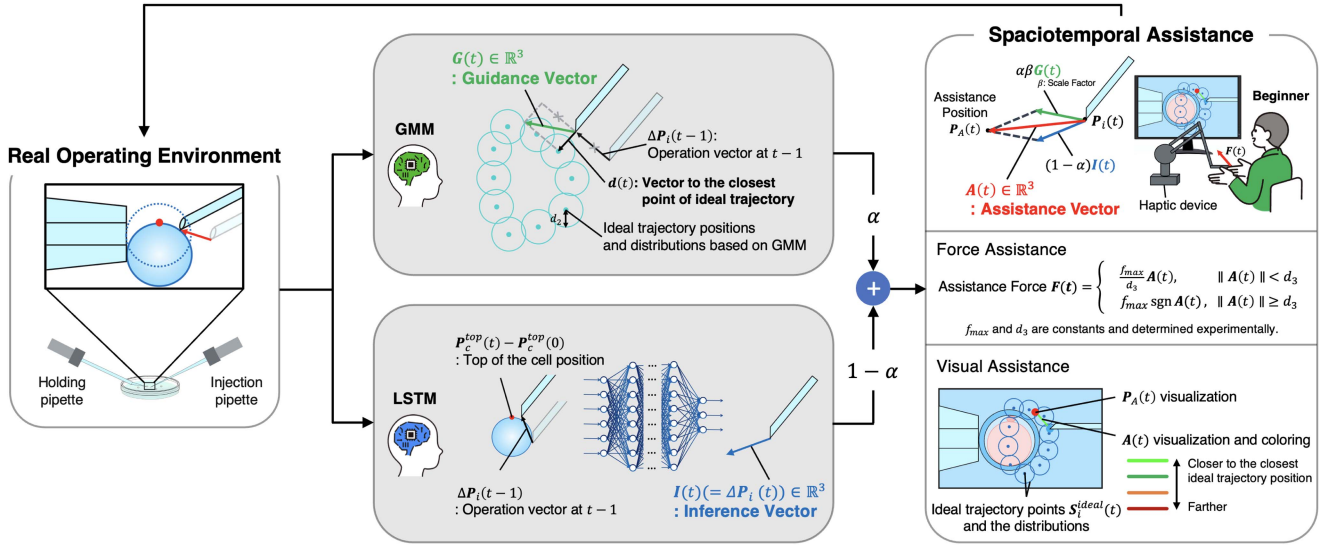 Real Operating Environment
Holding
pipette
Injection
pipette
GMM
G(t) ∈ ℝ³
: Guidance Vector
ΔP_i(t−1):
Operation vector at t − 1
d(t): Vector to the closest
point of ideal trajectory
d₂
Ideal trajectory positions
and distributions based on GMM
LSTM
P_c^top(t) − P_c^top(0)
: Top of the cell position
ΔP_i(t−1)
: Operation vector at t − 1
I(t)(= ΔP_i (t)) ∈ ℝ³
: Inference Vector
α
+
1 − α
Spaciotemporal Assistance
αβG(t)
β: Scale Factor
Assistance
Position
P_A(t)
P_i(t)
(1 − α)I(t)
A(t) ∈ ℝ³
: Assistance Vector
Beginner
F(t)
Haptic device
Force Assistance
Assistance Force F(t) = {
f_max/d₃ A(t), ‖ A(t) ‖ < d₃
f_max sgn A(t), ‖ A(t) ‖ ≥ d₃
f_max and d₃ are constants and determined experimentally.
Visual Assistance
P_A(t) visualization
A(t) visualization and coloring
Closer to the closest
ideal trajectory position
Farther
Ideal trajectory points S_i^ideal(t)
and the distributions